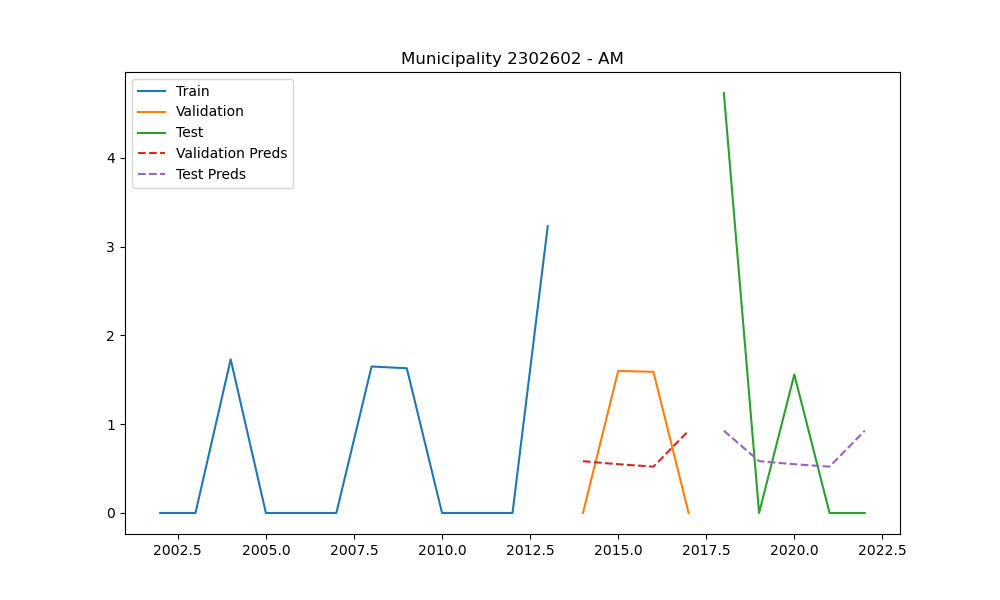 Municipality 2302602 - AM
Train
Validation
Test
Validation Preds
Test Preds
4
3
2
1
0
2002.5 2005.0 2007.5 2010.0 2012.5 2015.0 2017.5 2020.0 2022.5